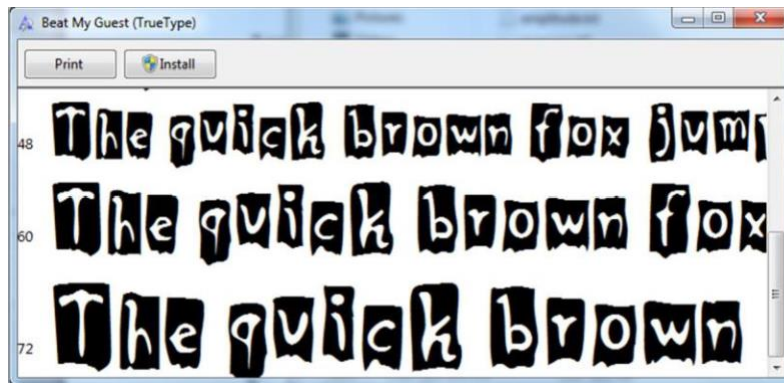 Beat My Guest (TrueType)
Print Install
48 The quick brown fox jum
60 The quick brown fox
72 The quick brown